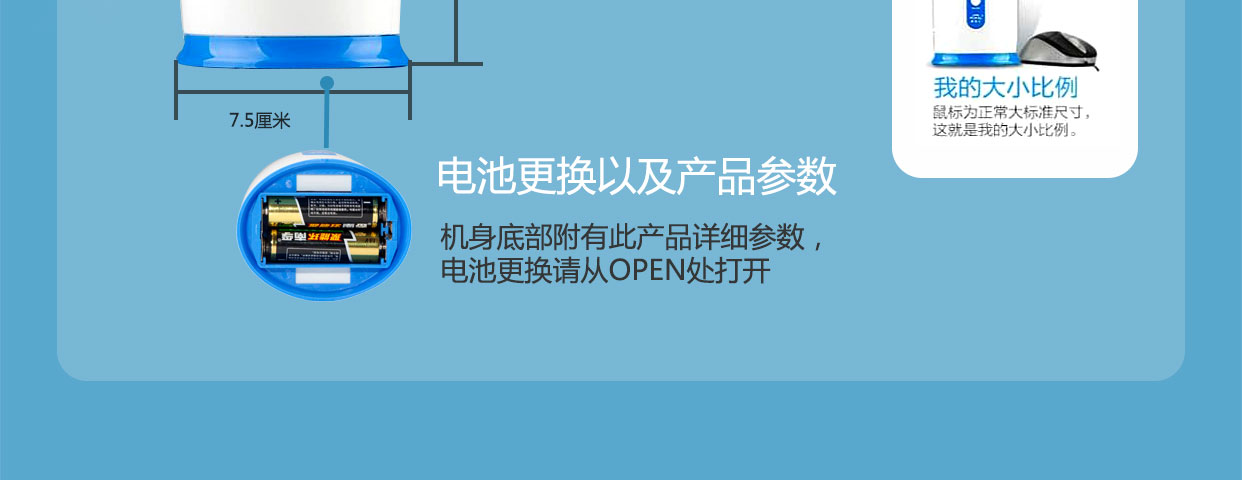 我的大小比例
鼠标为正常大标准尺寸，
这就是我的大小比例。
7.5厘米
电池更换以及产品参数
机身底部附有此产品详细参数，
电池更换请从OPEN处打开